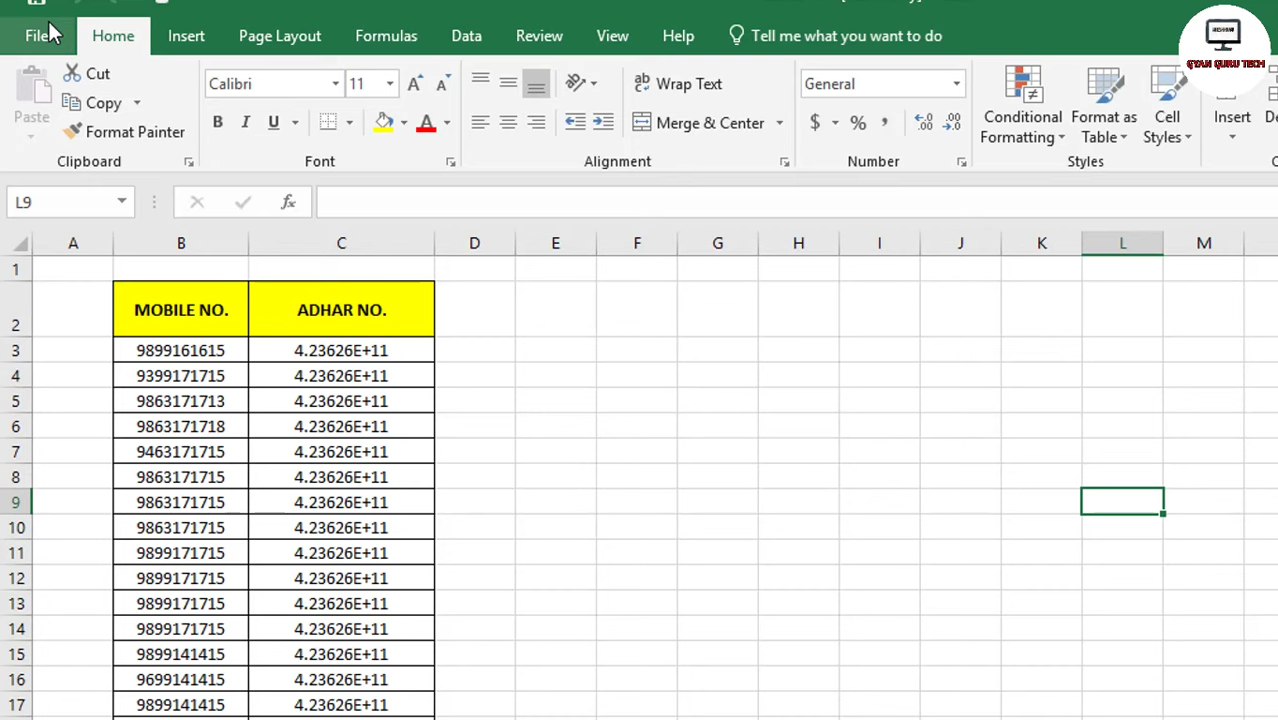 File
Home
Insert
Page Layout
Formulas
Data
Review
View
Help
Tell me what you want to do
GYAN GURU TECH
Paste
Cut
Copy
Format Painter
Clipboard
Calibri
11
B I U
A
Font
ab Wrap Text
Merge & Center
Alignment
General
$ % ,
.00
.00
Number
Conditional Formatting
Format as Table
Cell Styles
Styles
Insert
L9
fx
A B C D E F G H I J K L M
1
2 MOBILE NO. ADHAR NO.
3 9899161615 4.23626E+11
4 9399171715 4.23626E+11
5 9863171713 4.23626E+11
6 9863171718 4.23626E+11
7 9463171715 4.23626E+11
8 9863171715 4.23626E+11
9 9863171715 4.23626E+11
10 9863171715 4.23626E+11
11 9899171715 4.23626E+11
12 9899171715 4.23626E+11
13 9899171715 4.23626E+11
14 9899171715 4.23626E+11
15 9899141415 4.23626E+11
16 9699141415 4.23626E+11
17 9899141415 4.23626E+11